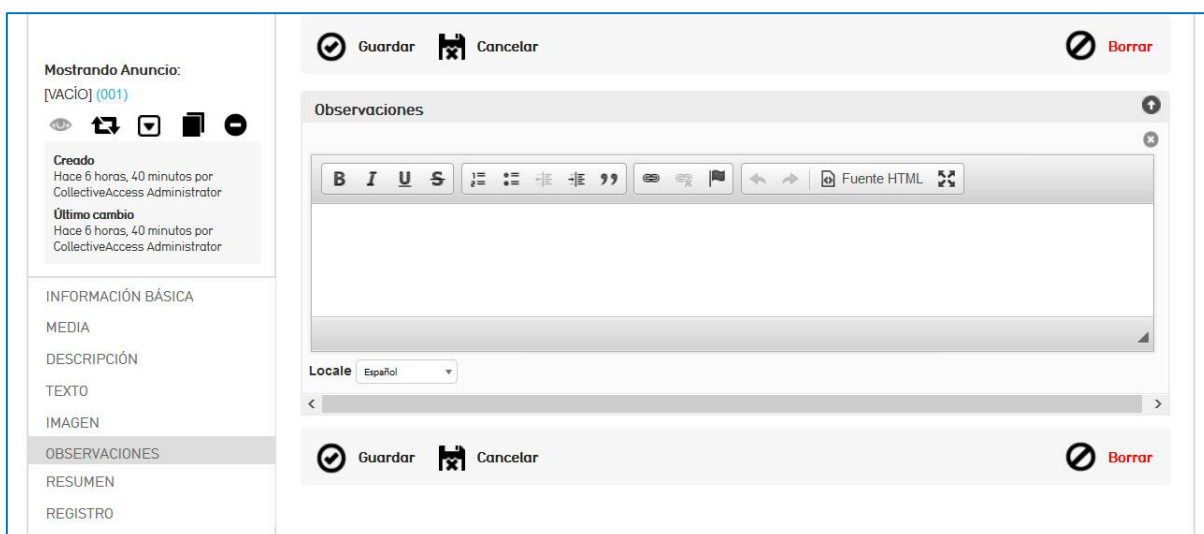 Mostrando Anuncio:
[VACÍO] (001)
Creado
Hace 6 horas, 40 minutos por
CollectiveAccess Administrator
Último cambio
Hace 6 horas, 40 minutos por
CollectiveAccess Administrator
INFORMACIÓN BÁSICA
MEDIA
DESCRIPCIÓN
TEXTO
IMAGEN
OBSERVACIONES
RESUMEN
REGISTRO
Guardar Cancelar Borrar
Observaciones
B I U S Fuente HTML
Locale Español
Guardar Cancelar Borrar